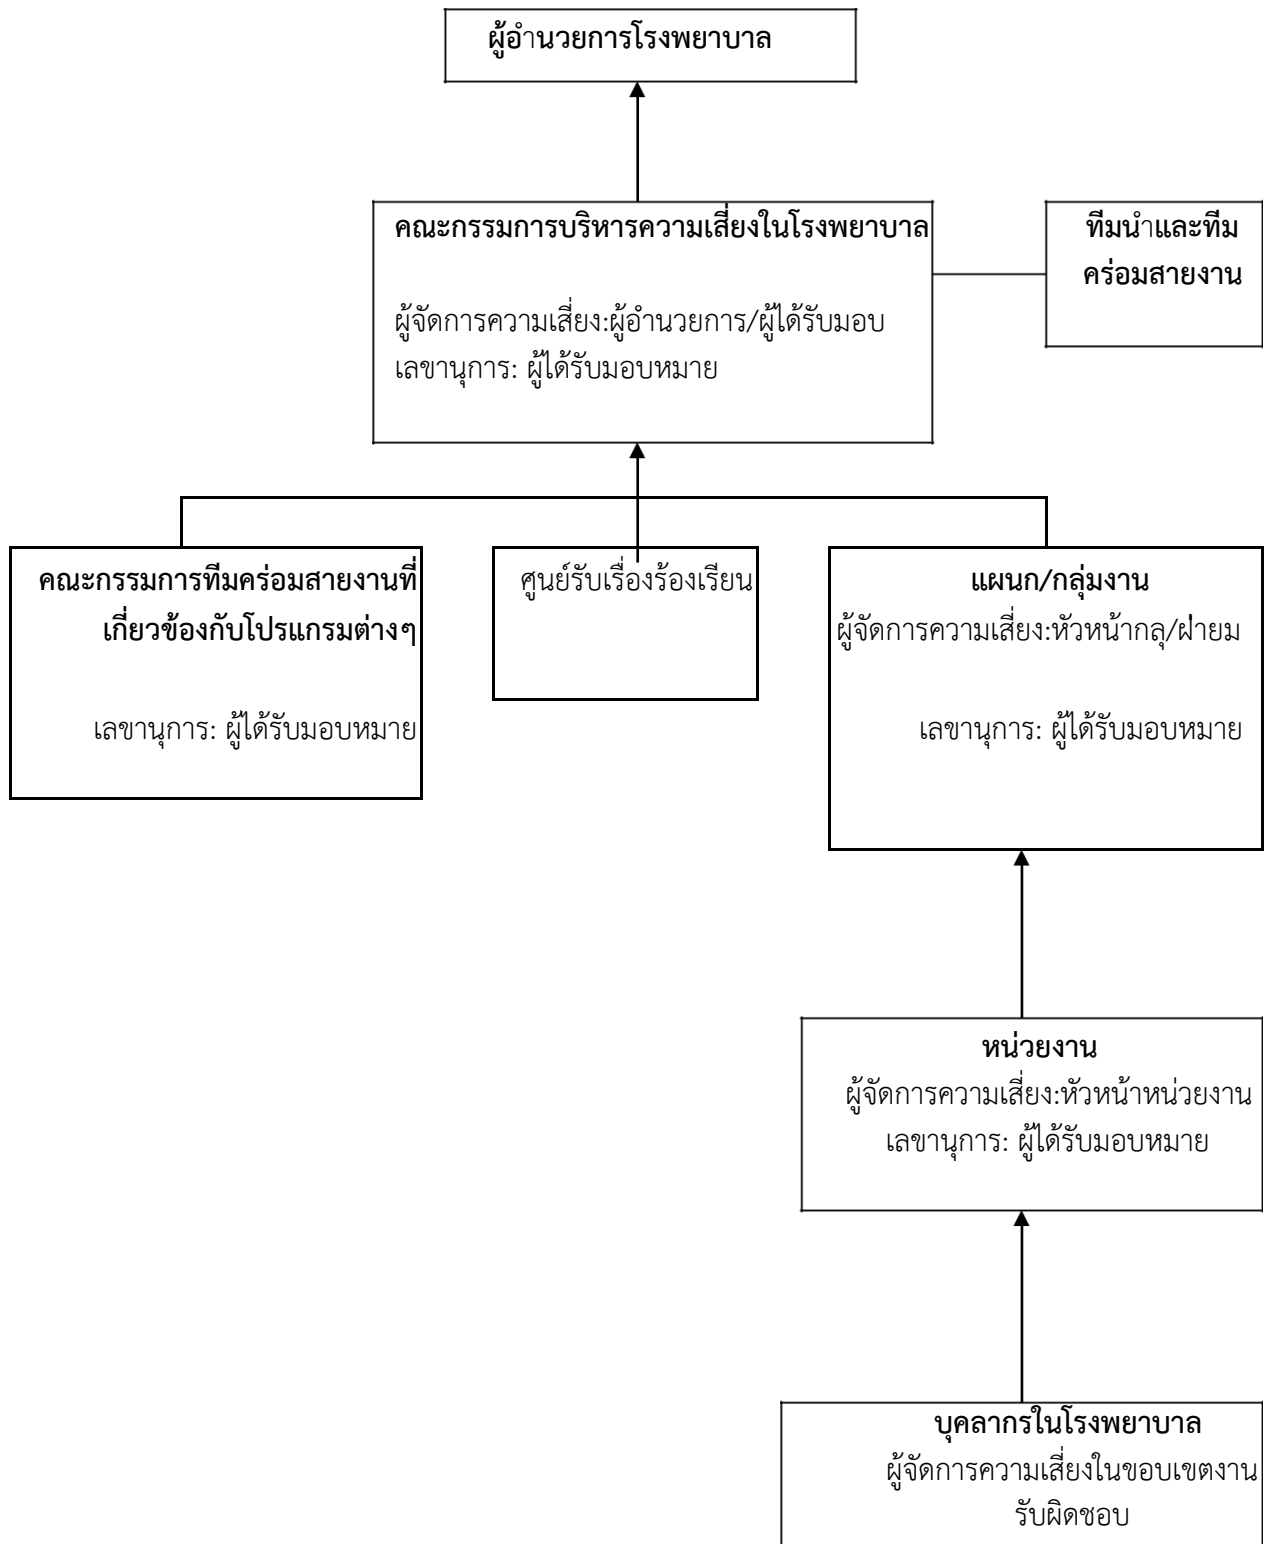 ผู้อำนวยการโรงพยาบาล
คณะกรรมการบริหารความเสี่ยงในโรงพยาบาล
ผู้จัดการความเสี่ยง:ผู้อำนวยการ/ผู้ได้รับมอบ
เลขานุการ: ผู้ได้รับมอบหมาย
ทีมนำและทีม
คร่อมสายงาน
คณะกรรมการทีมคร่อมสายงานที่
เกี่ยวข้องกับโปรแกรมต่างๆ
เลขานุการ: ผู้ได้รับมอบหมาย
ศูนย์รับเรื่องร้องเรียน
แผนก/กลุ่มงาน
ผู้จัดการความเสี่ยง:หัวหน้ากลุ/ฝ่ายม
เลขานุการ: ผู้ได้รับมอบหมาย
หน่วยงาน
ผู้จัดการความเสี่ยง:หัวหน้าหน่วยงาน
เลขานุการ: ผู้ได้รับมอบหมาย
บุคลากรในโรงพยาบาล
ผู้จัดการความเสี่ยงในขอบเขตงาน
รับผิดชอบ